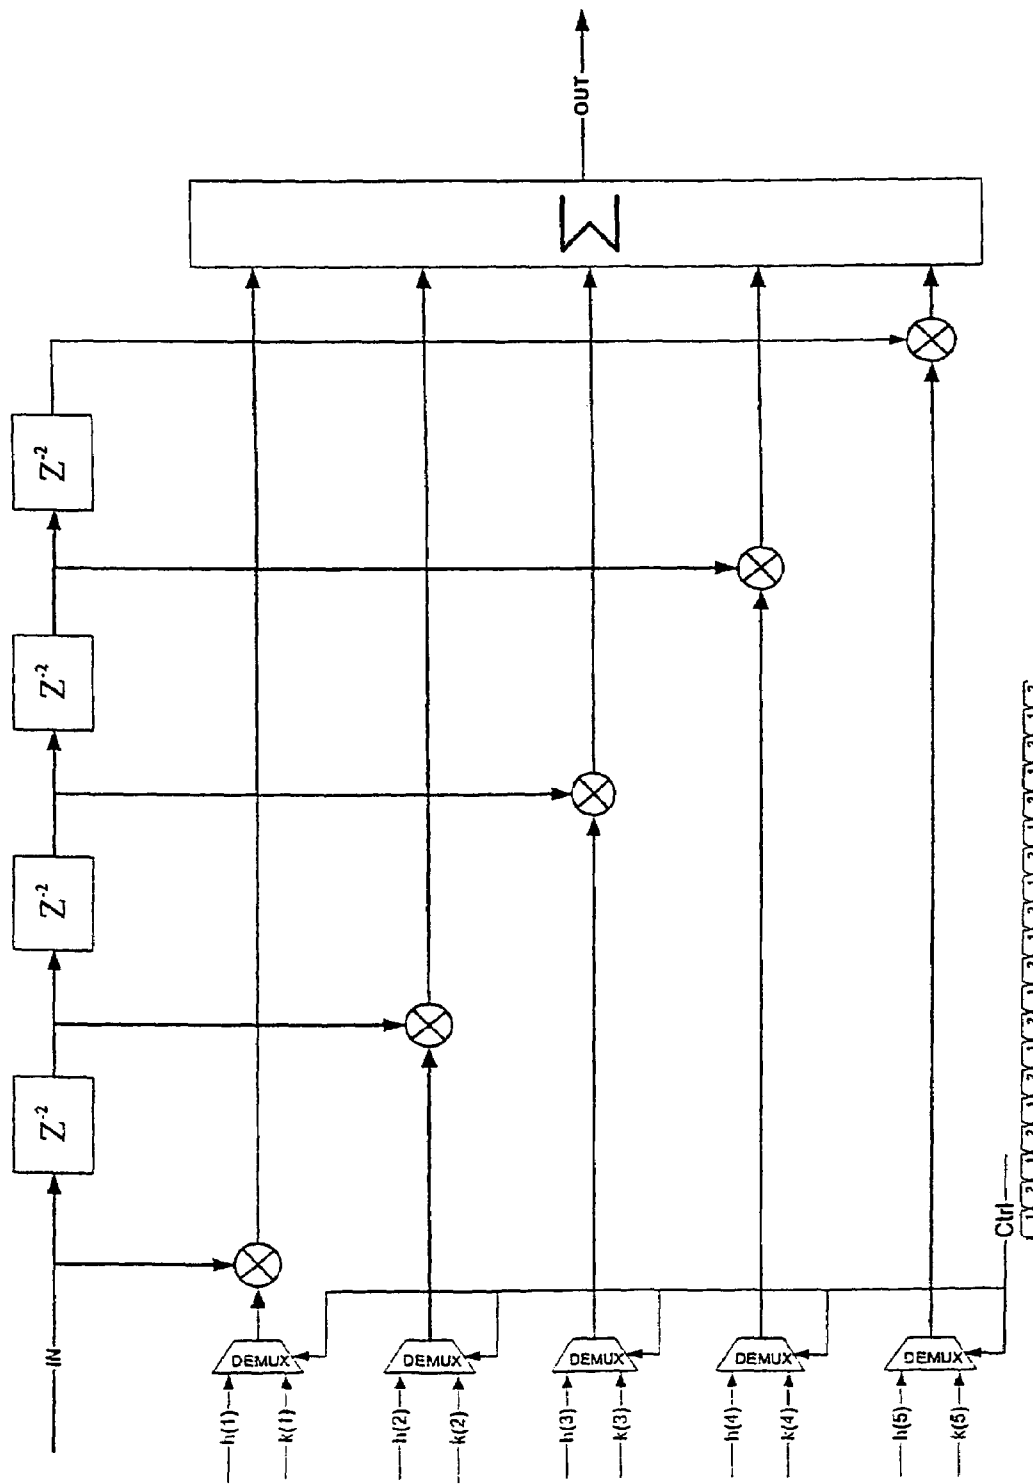 IN
Z⁻²
Z⁻²
Z⁻²
Z⁻²
h(1)
k(1)
DEMUX
h(2)
k(2)
DEMUX
h(3)
k(3)
DEMUX
h(4)
k(4)
DEMUX
h(5)
k(5)
DEMUX
Ctrl
Σ
OUT